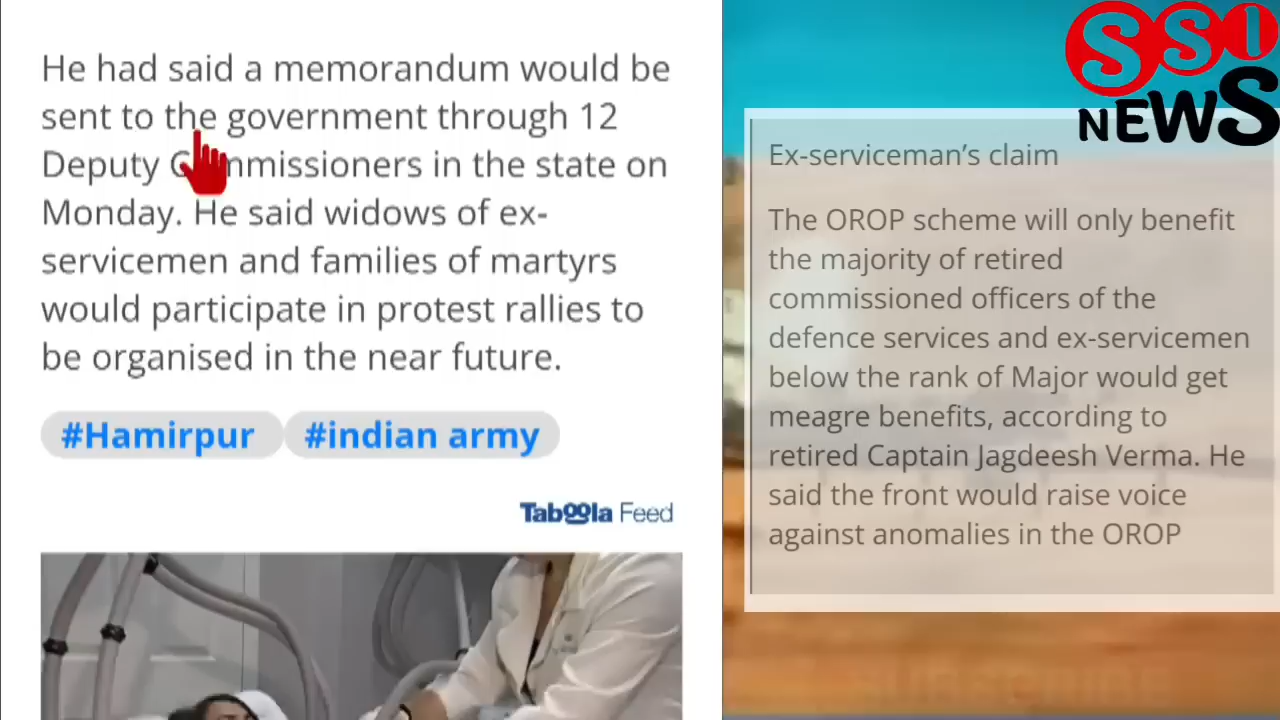 He had said a memorandum would be
sent to the government through 12
Deputy Commissioners in the state on
Monday. He said widows of ex-
servicemen and families of martyrs
would participate in protest rallies to
be organised in the near future.
#Hamirpur #indian army
Taboola Feed
SSI
NEWS
Ex-serviceman’s claim
The OROP scheme will only benefit
the majority of retired
commissioned officers of the
defence services and ex-servicemen
below the rank of Major would get
meagre benefits, according to
retired Captain Jagdeesh Verma. He
said the front would raise voice
against anomalies in the OROP
SUBSCRIBE